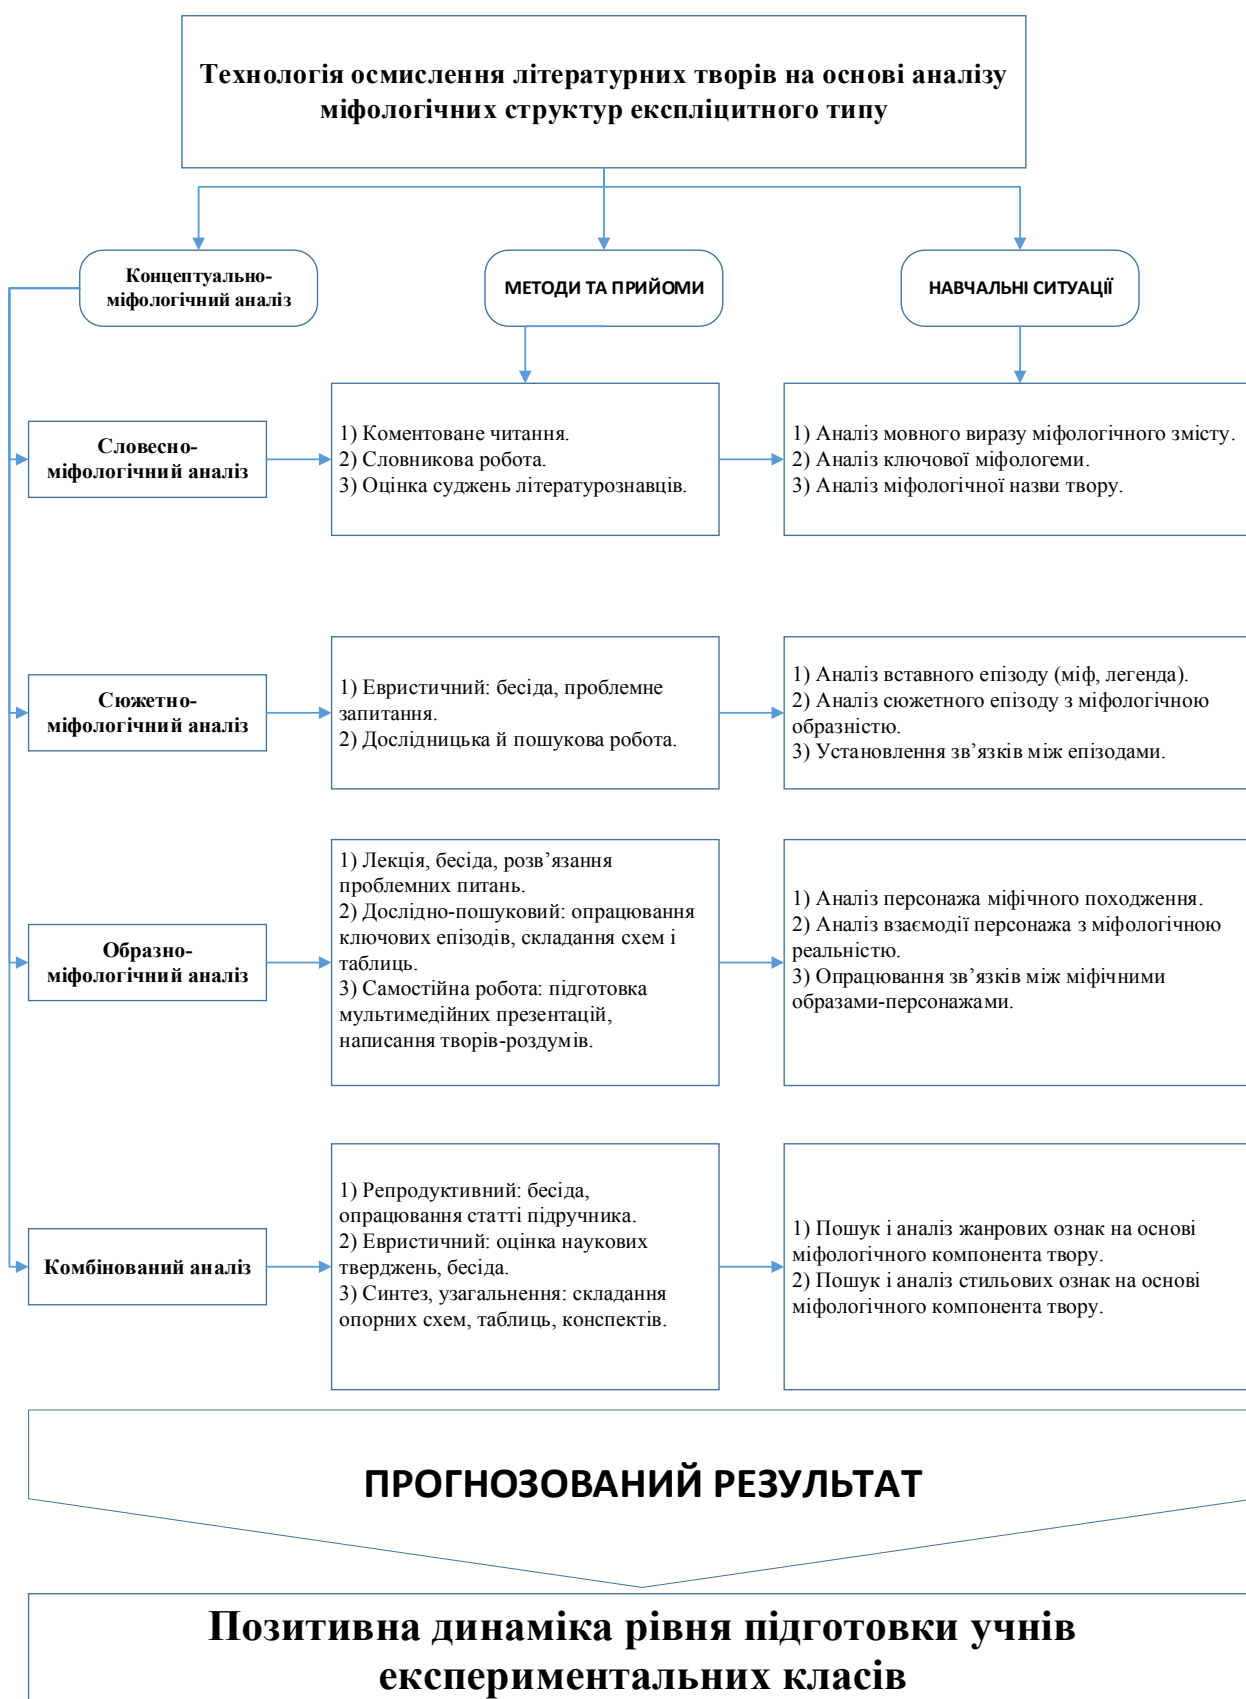 Технологія осмислення літературних творів на основі аналізу
міфологічних структур експліцитного типу
Концептуально-
міфологічний аналіз
МЕТОДИ ТА ПРИЙОМИ
НАВЧАЛЬНІ СИТУАЦІЇ
Словесно-
міфологічний аналіз
1) Коментоване читання.
2) Словникова робота.
3) Оцінка суджень літературознавців.
1) Аналіз мовного виразу міфологічного змісту.
2) Аналіз ключової міфологеми.
3) Аналіз міфологічної назви твору.
Сюжетно-
міфологічний аналіз
1) Евристичний: бесіда, проблемне
запитання.
2) Дослідницька й пошукова робота.
1) Аналіз вставного епізоду (міф, легенда).
2) Аналіз сюжетного епізоду з міфологічною
образністю.
3) Установлення зв’язків між епізодами.
Образно-
міфологічний аналіз
1) Лекція, бесіда, розв’язання
проблемних питань.
2) Дослідно-пошуковий: опрацювання
ключових епізодів, складання схем і
таблиць.
3) Самостійна робота: підготовка
мультимедійних презентацій,
написання творів-роздумів.
1) Аналіз персонажа міфічного походження.
2) Аналіз взаємодії персонажа з міфологічною
реальністю.
3) Опрацювання зв’язків між міфічними
образами-персонажами.
Комбінований аналіз
1) Репродуктивний: бесіда,
опрацювання статті підручника.
2) Евристичний: оцінка наукових
тверджень, бесіда.
3) Синтез, узагальнення: складання
опорних схем, таблиць, конспектів.
1) Пошук і аналіз жанрових ознак на основі
міфологічного компонента твору.
2) Пошук і аналіз стильових ознак на основі
міфологічного компонента твору.
ПРОГНОЗОВАНИЙ РЕЗУЛЬТАТ
Позитивна динаміка рівня підготовки учнів
експериментальних класів